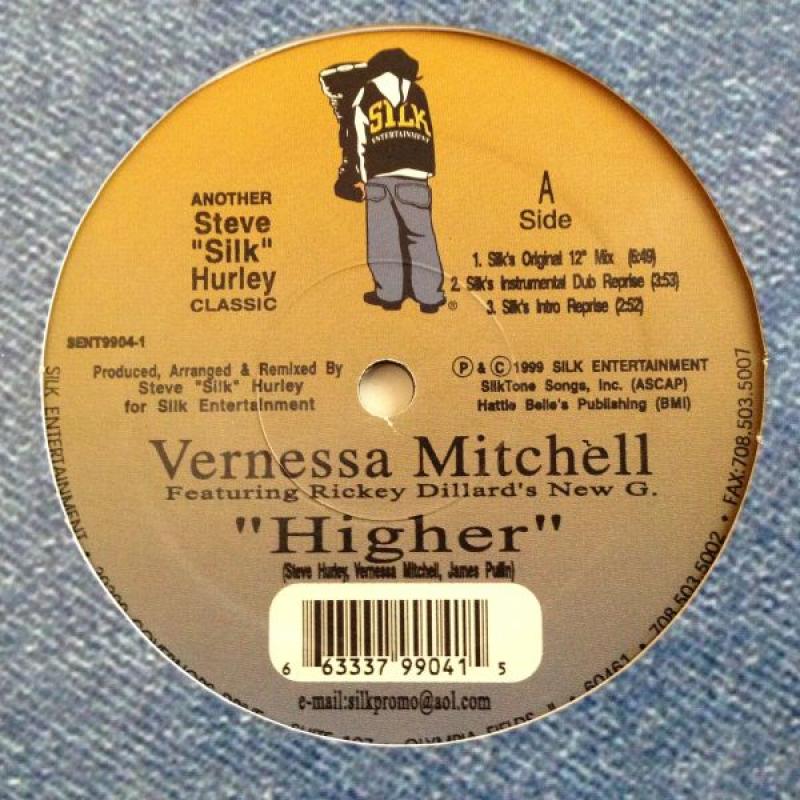 SILK
ENTERTAINMENT
ANOTHER
Steve
"Silk"
Hurley
CLASSIC
A
Side
1. Silk's Original 12" Mix (6:49)
2. Silk's Instrumental Dub Reprise (3:53)
3. Silk's Intro Reprise (2:52)
®
SENT9904-1
Produced, Arranged & Remixed By
Steve "Silk" Hurley
for Silk Entertainment
Ⓟ & Ⓒ 1999 SILK ENTERTAINMENT
SilkTone Songs, Inc. (ASCAP)
Hattie Belle's Publishing (BMI)
Vernessa Mitchell
Featuring Rickey Dillard's New G.
"Higher"
(Steve Hurley, Vernessa Mitchell, James Pullin)
6 63337 99041 5
e-mail:silkpromo@aol.com
SILK ENTERTAINMENT • OLYMPIA FIELDS, IL • 60461 • 708.503.5002 • FAX:708.503.5007